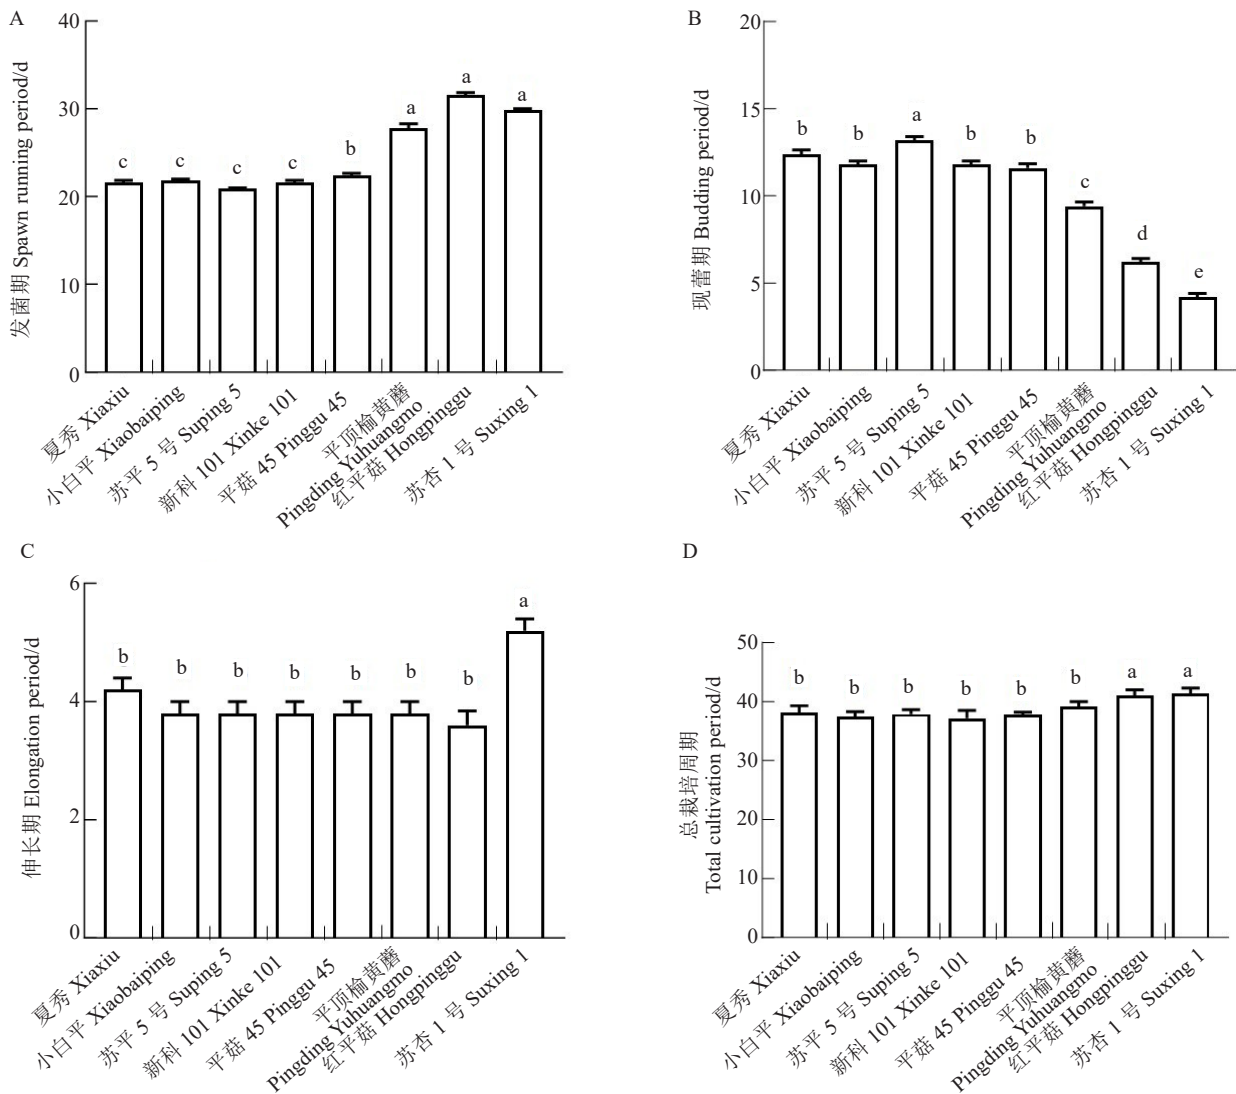 A
发菌期 Spawn running period/d
40
30
20
10
0
c
c
c
c
b
a
a
a
夏秀 Xiaxiu
小白平 Xiaobaiping
苏平 5 号 Suping 5
新科 101 Xinke 101
平菇 45 Pinggu 45
平顶榆黄蘑
Pingding Yuhuangmo
红平菇 Hongpinggu
苏杏 1 号 Suxing 1
B
现蕾期 Budding period/d
20
15
10
5
0
b
b
a
b
b
c
d
e
夏秀 Xiaxiu
小白平 Xiaobaiping
苏平 5 号 Suping 5
新科 101 Xinke 101
平菇 45 Pinggu 45
平顶榆黄蘑
Pingding Yuhuangmo
红平菇 Hongpinggu
苏杏 1 号 Suxing 1
C
伸长期 Elongation period/d
6
4
2
0
b
b
b
b
b
b
b
a
夏秀 Xiaxiu
小白平 Xiaobaiping
苏平 5 号 Suping 5
新科 101 Xinke 101
平菇 45 Pinggu 45
平顶榆黄蘑
Pingding Yuhuangmo
红平菇 Hongpinggu
苏杏 1 号 Suxing 1
D
总栽培周期
Total cultivation period/d
50
40
30
20
10
0
b
b
b
b
b
b
a
a
夏秀 Xiaxiu
小白平 Xiaobaiping
苏平 5 号 Suping 5
新科 101 Xinke 101
平菇 45 Pinggu 45
平顶榆黄蘑
Pingding Yuhuangmo
红平菇 Hongpinggu
苏杏 1 号 Suxing 1